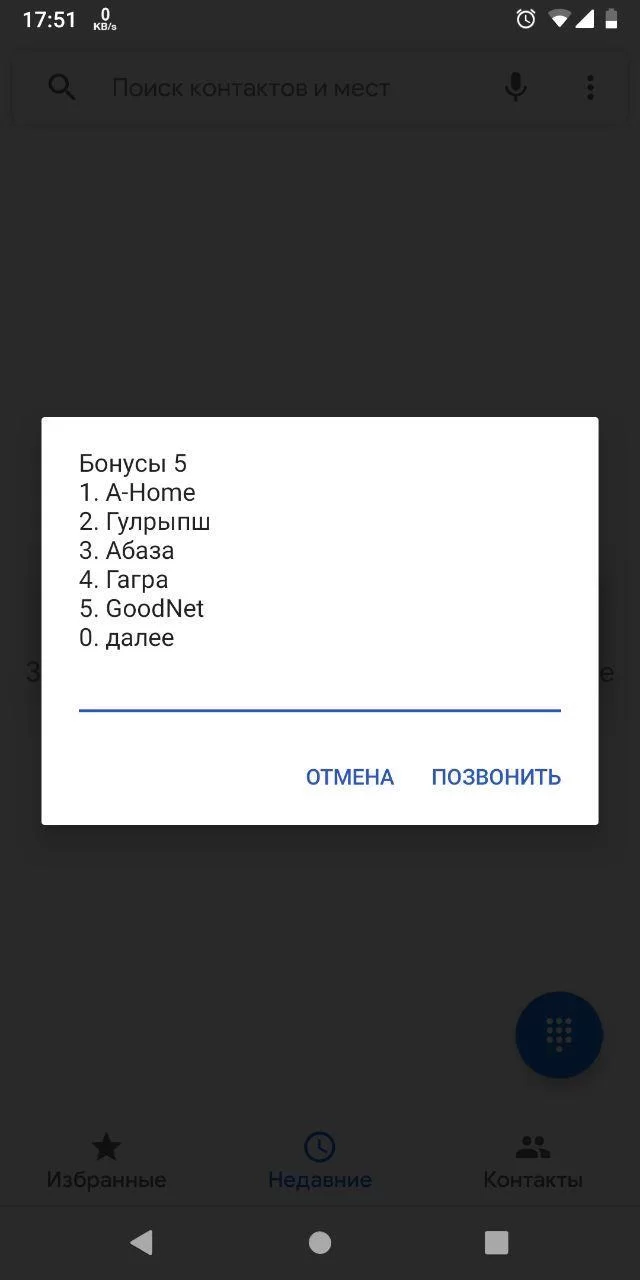 17:51 0 KB/s
Поиск контактов и мест
Бонусы 5
1. A-Home
2. Гулрыпш
3. Абаза
4. Гагра
5. GoodNet
0. далее
З е
ОТМЕНА ПОЗВОНИТЬ
Избранные Недавние Контакты